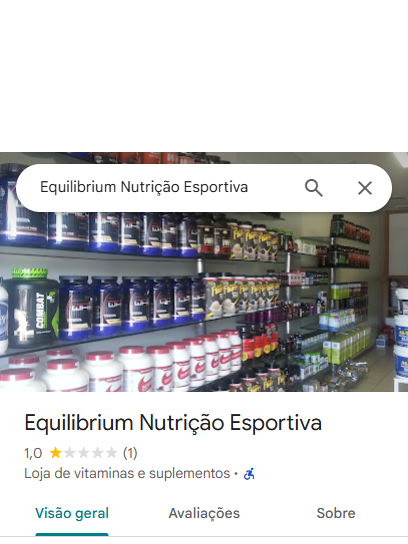 Equilibrium Nutrição Esportiva
COMBAT
Equilibrium Nutrição Esportiva
1,0 (1)
Loja de vitaminas e suplementos ·
Visão geral Avaliações Sobre